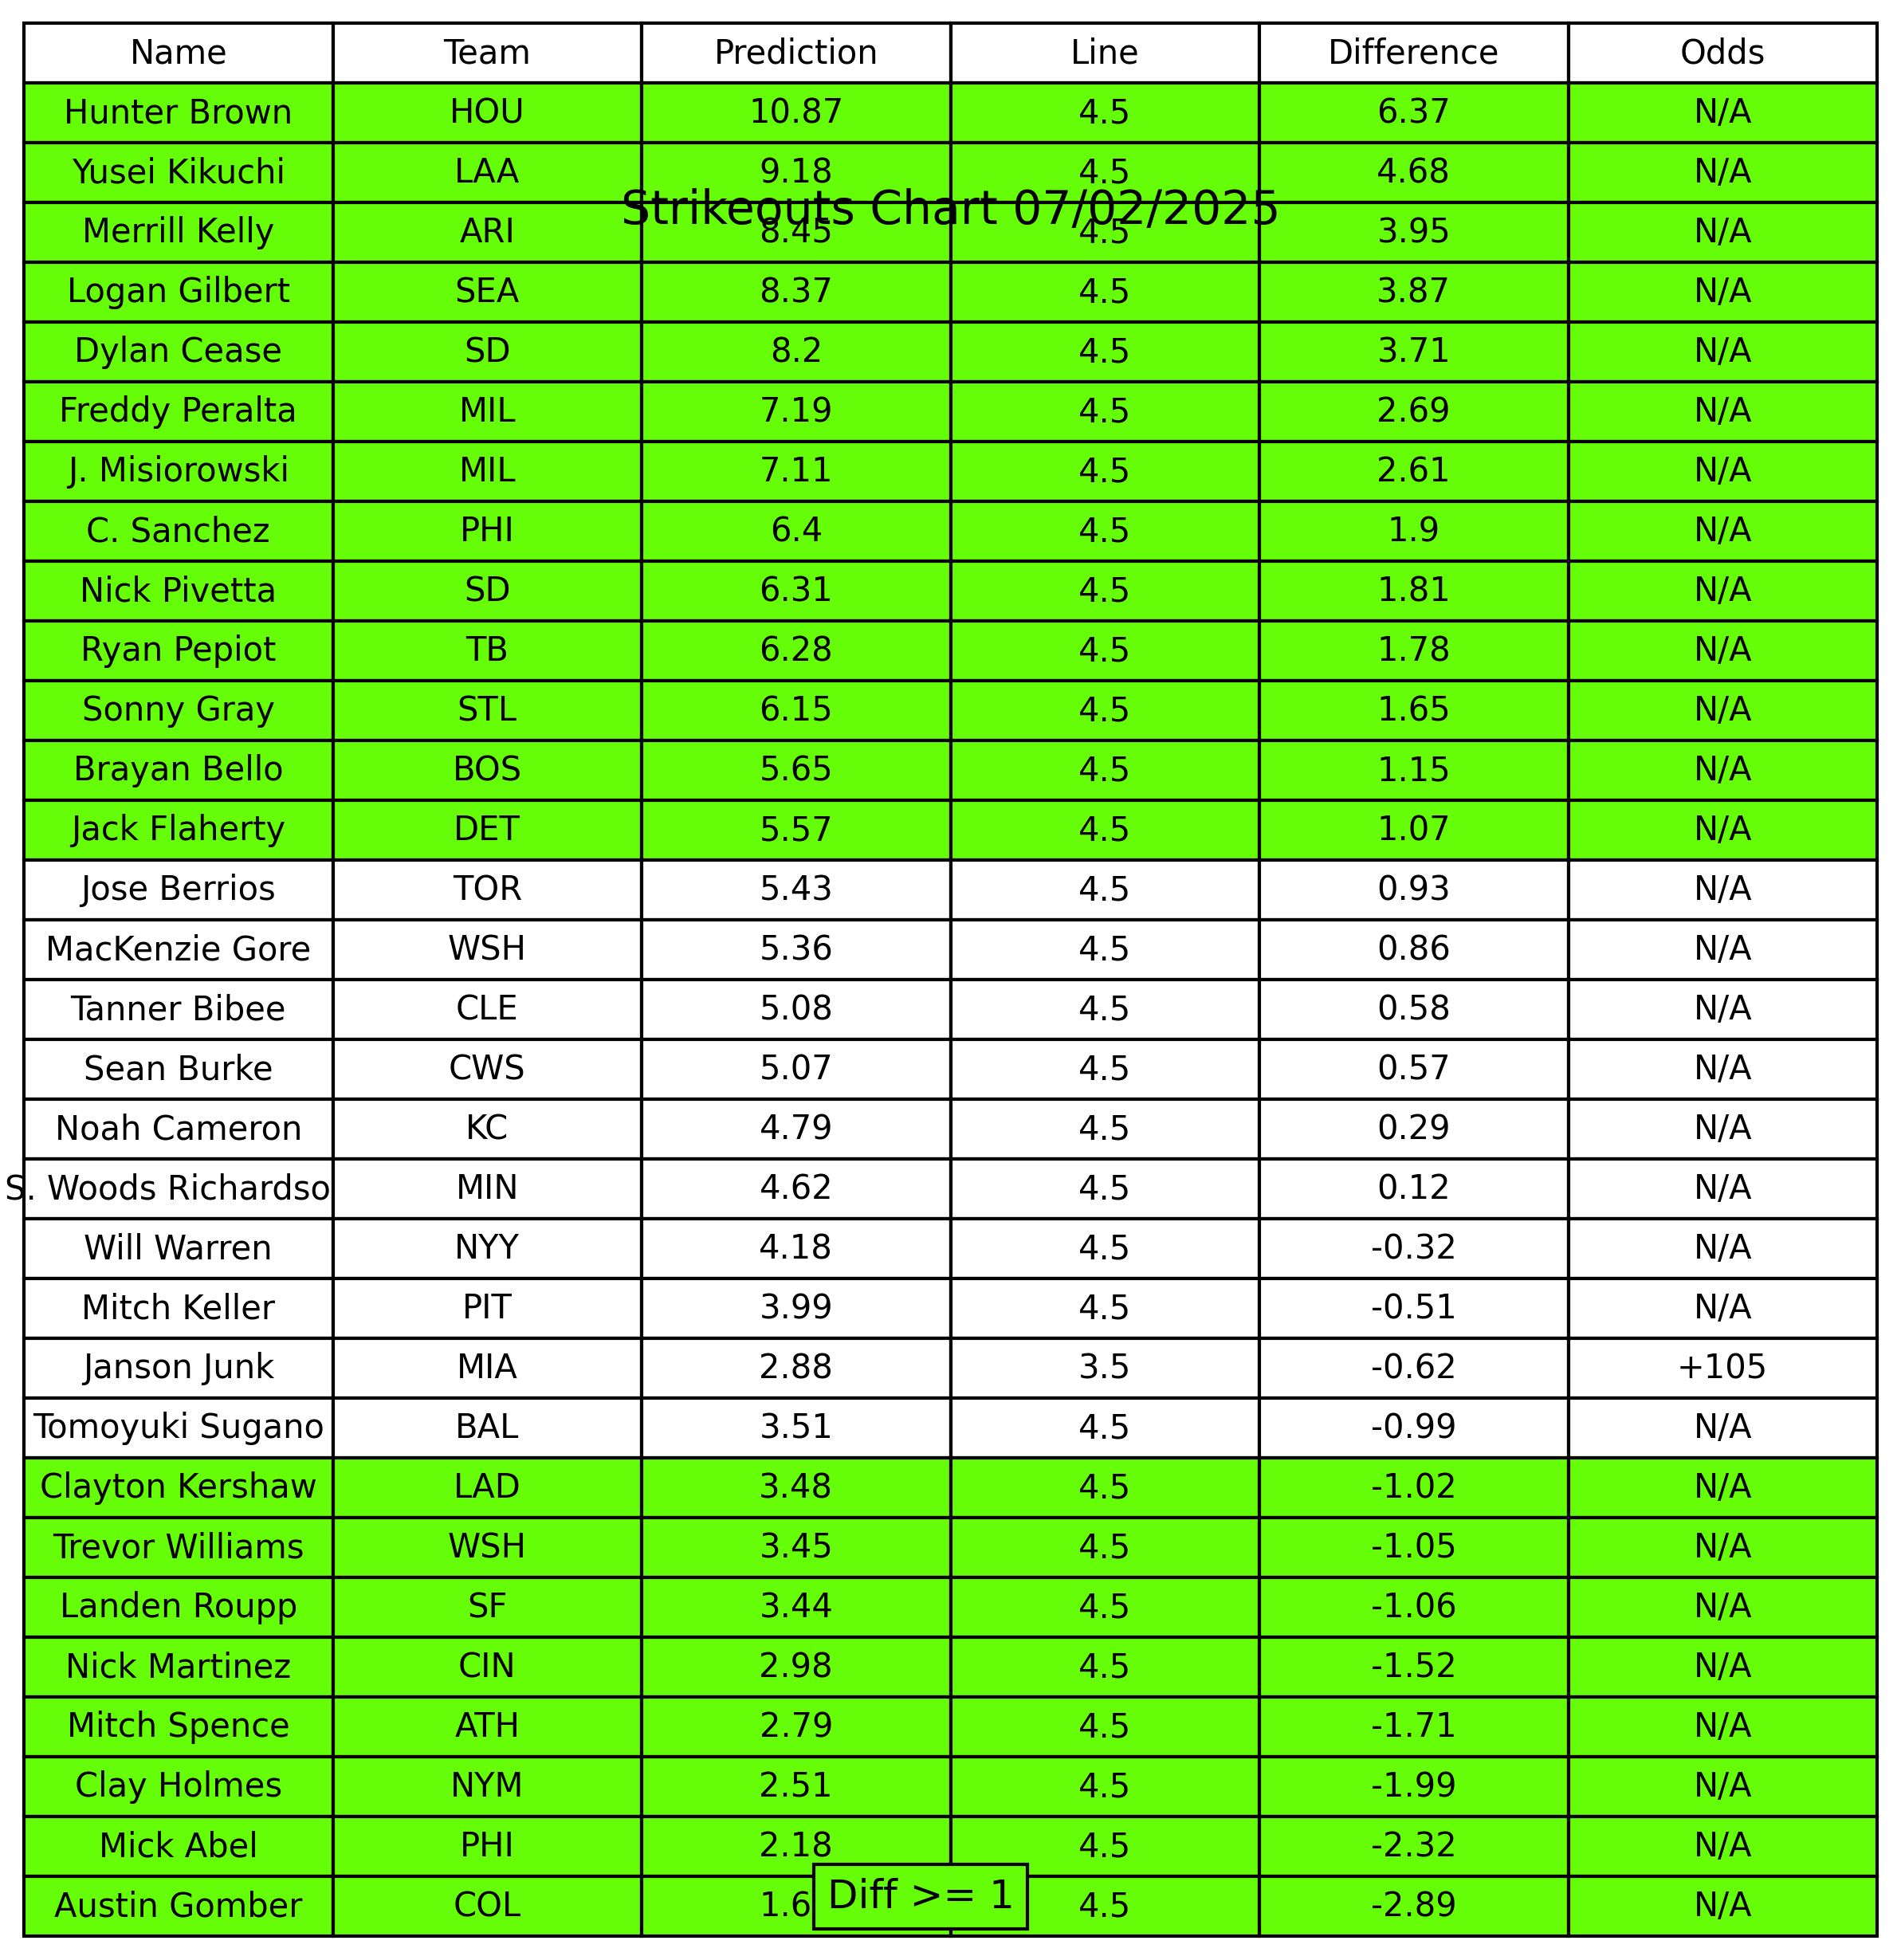 Name Team Prediction Line Difference Odds
Hunter Brown HOU 10.87 4.5 6.37 N/A
Yusei Kikuchi LAA 9.18 4.5 4.68 N/A
Strikeouts Chart 07/02/2025
Merrill Kelly ARI 8.45 4.5 3.95 N/A
Logan Gilbert SEA 8.37 4.5 3.87 N/A
Dylan Cease SD 8.2 4.5 3.71 N/A
Freddy Peralta MIL 7.19 4.5 2.69 N/A
J. Misiorowski MIL 7.11 4.5 2.61 N/A
C. Sanchez PHI 6.4 4.5 1.9 N/A
Nick Pivetta SD 6.31 4.5 1.81 N/A
Ryan Pepiot TB 6.28 4.5 1.78 N/A
Sonny Gray STL 6.15 4.5 1.65 N/A
Brayan Bello BOS 5.65 4.5 1.15 N/A
Jack Flaherty DET 5.57 4.5 1.07 N/A
Jose Berrios TOR 5.43 4.5 0.93 N/A
MacKenzie Gore WSH 5.36 4.5 0.86 N/A
Tanner Bibee CLE 5.08 4.5 0.58 N/A
Sean Burke CWS 5.07 4.5 0.57 N/A
Noah Cameron KC 4.79 4.5 0.29 N/A
S. Woods Richardso MIN 4.62 4.5 0.12 N/A
Will Warren NYY 4.18 4.5 -0.32 N/A
Mitch Keller PIT 3.99 4.5 -0.51 N/A
Janson Junk MIA 2.88 3.5 -0.62 +105
Tomoyuki Sugano BAL 3.51 4.5 -0.99 N/A
Clayton Kershaw LAD 3.48 4.5 -1.02 N/A
Trevor Williams WSH 3.45 4.5 -1.05 N/A
Landen Roupp SF 3.44 4.5 -1.06 N/A
Nick Martinez CIN 2.98 4.5 -1.52 N/A
Mitch Spence ATH 2.79 4.5 -1.71 N/A
Clay Holmes NYM 2.51 4.5 -1.99 N/A
Mick Abel PHI 2.18 4.5 -2.32 N/A
Austin Gomber COL 1.6 4.5 -2.89 N/A
Diff >= 1